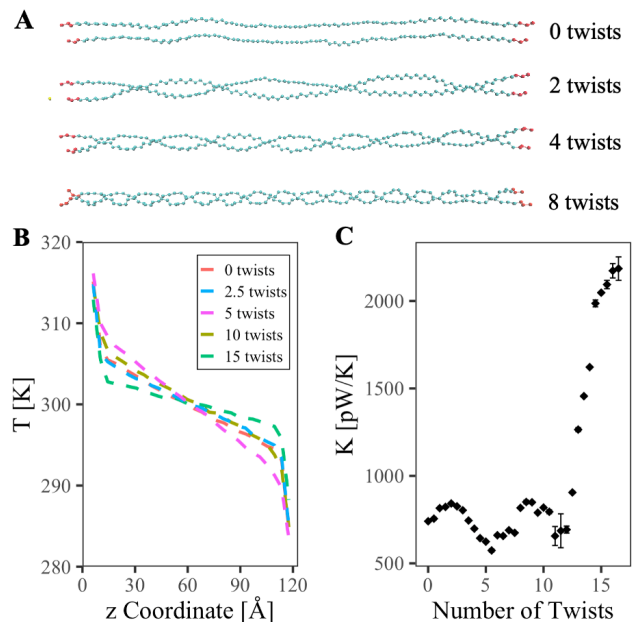 A
0 twists
2 twists
4 twists
8 twists
B
C
320
310
300
290
280
T [K]
0 twists
2.5 twists
5 twists
10 twists
15 twists
0 30 60 90 120
z Coordinate [Å]
2000
1500
1000
500
K [pW/K]
0 5 10 15
Number of Twists